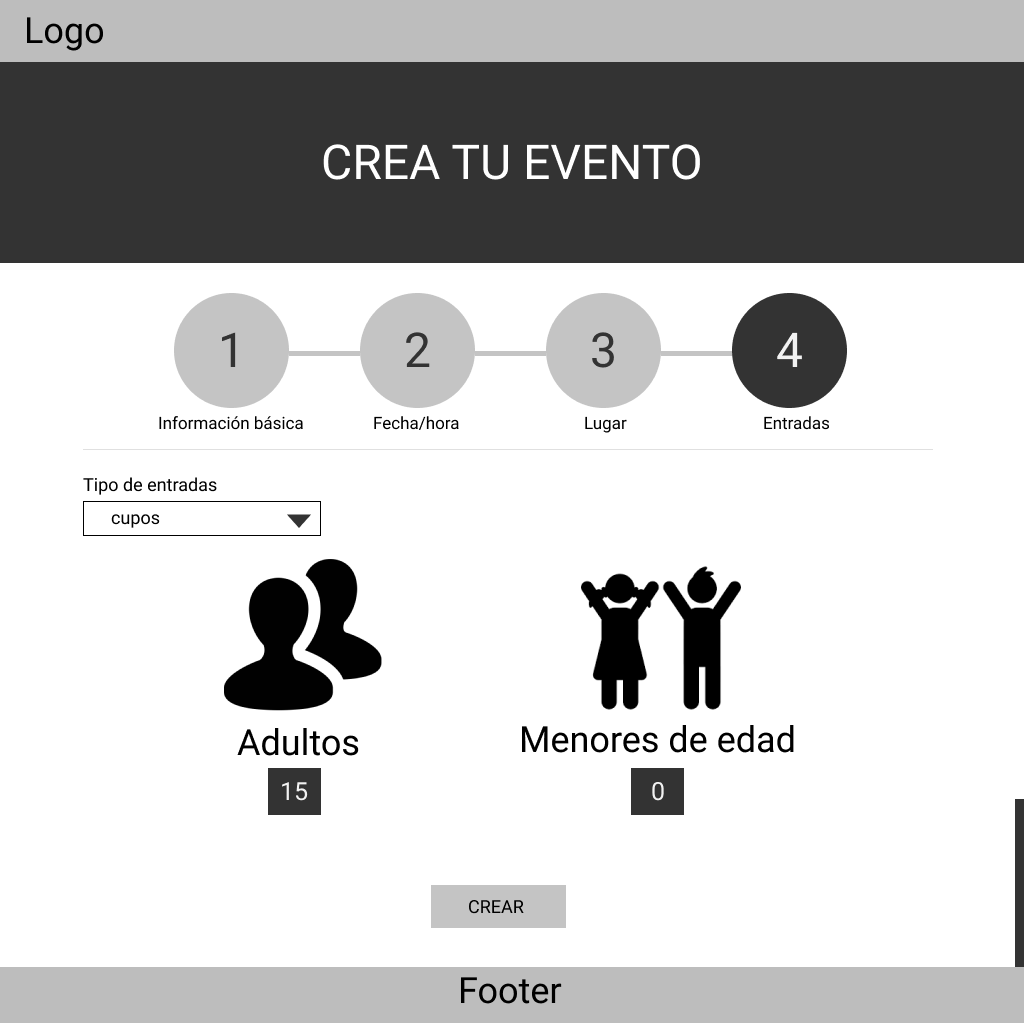 Logo
CREA TU EVENTO
1
2
3
4
Información básica
Fecha/hora
Lugar
Entradas
Tipo de entradas
cupos
Adultos
Menores de edad
15
0
CREAR
Footer